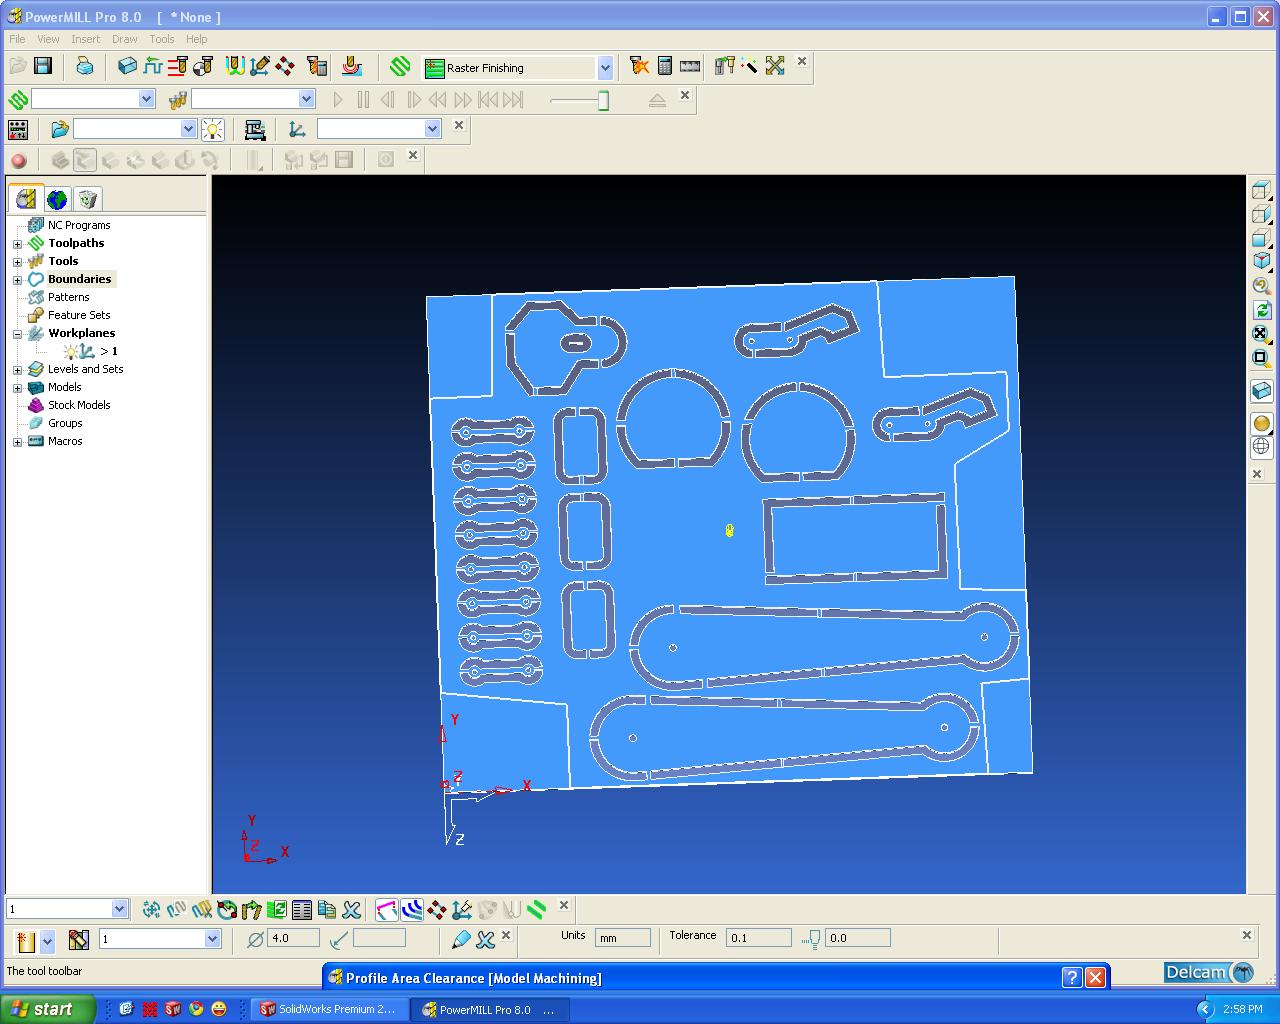 PowerMILL Pro 8.0    [  * None ]
File View Insert Draw Tools Help
Raster Finishing
NC Programs
Toolpaths
Tools
Boundaries
Patterns
Feature Sets
Workplanes
> 1
Levels and Sets
Models
Stock Models
Groups
Macros
Y
Z
X
Z
Y
Z
X
1
1
4.0
Units
mm
Tolerance
0.1
0.0
The tool toolbar
Profile Area Clearance [Model Machining]
Delcam
start
SolidWorks Premium 2...
PowerMILL Pro 8.0    ...
2:58 PM